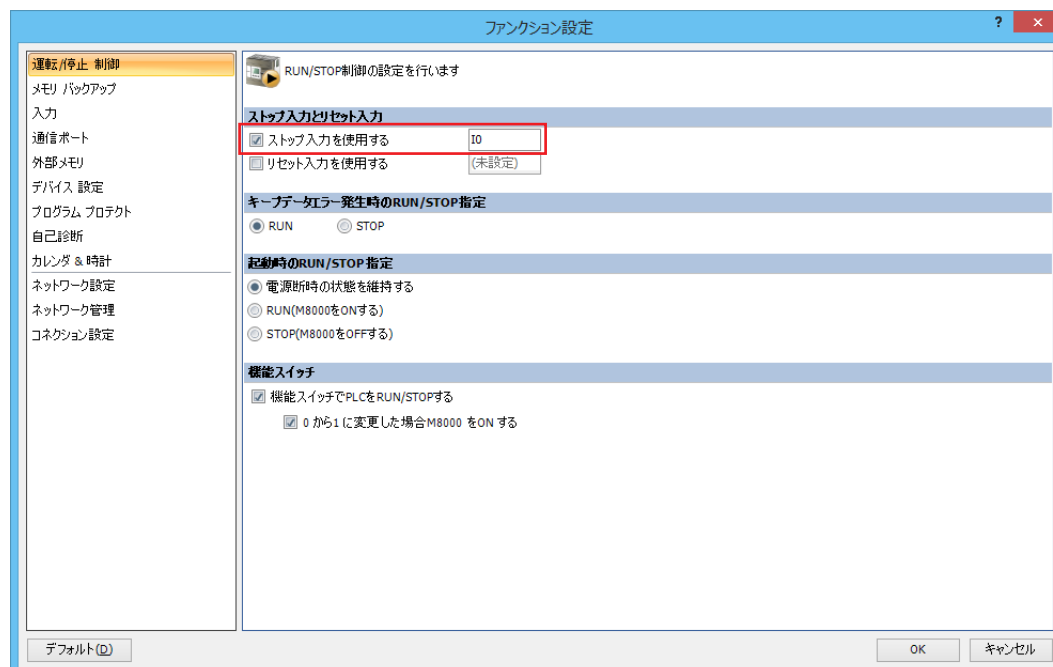 ファンクション設定
?
×
運転/停止 制御
メモリ バックアップ
入力
通信ポート
外部メモリ
デバイス 設定
プログラム プロテクト
自己診断
カレンダ & 時計
ネットワーク設定
ネットワーク管理
コネクション設定
RUN/STOP制御の設定を行います
ストップ入力とリセット入力
ストップ入力を使用する I0
リセット入力を使用する (未設定)
キープデータエラー発生時のRUN/STOP指定
RUN STOP
起動時のRUN/STOP 指定
電源断時の状態を維持する
RUN(M8000をONする)
STOP(M8000をOFFする)
機能スイッチ
機能スイッチでPLCをRUN/STOPする
0 から1 に変更した場合M8000 をON する
デフォルト(D)
OK
キャンセル